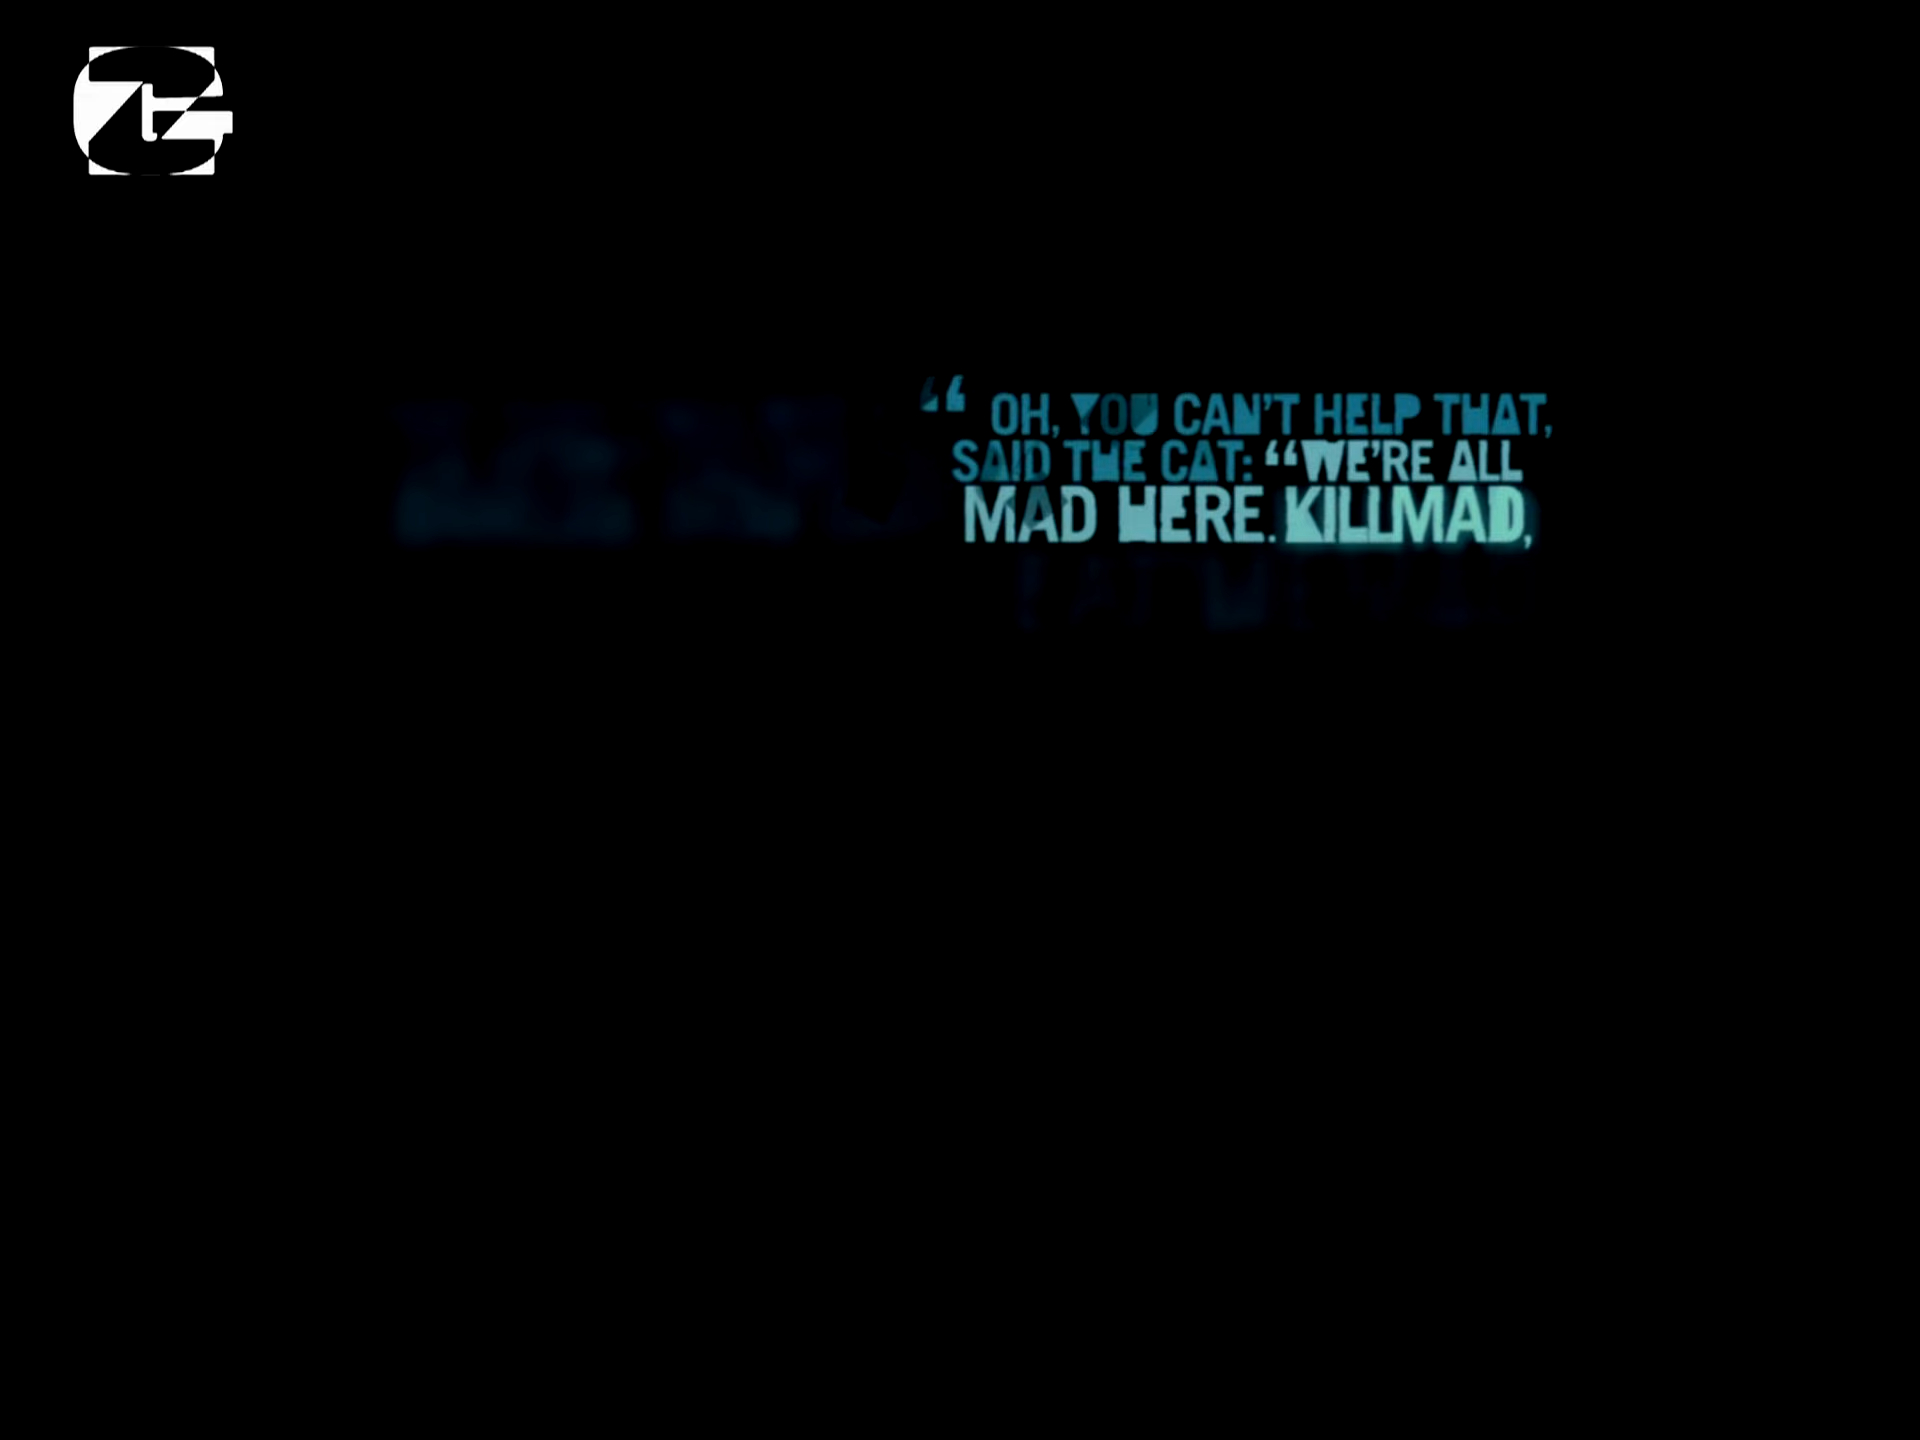 “ OH, YOU CAN’T HELP THAT,
SAID THE CAT: “WE’RE ALL
MAD HERE. KILLMAD,